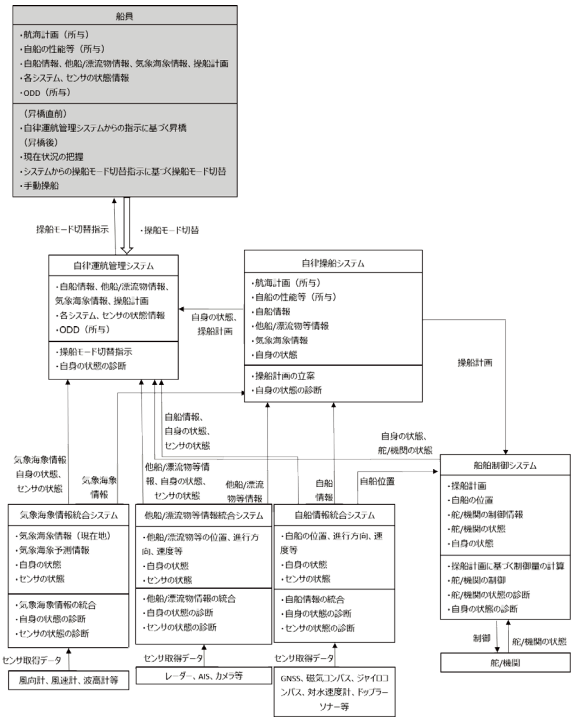 船員
・航海計画（所与）
・自船の性能等（所与）
・自船情報、他船/漂流物情報、気象海象情報、操船計画
・各システム、センサの状態情報
・ODD（所与）
（昇橋直前）
・自律運航管理システムからの指示に基づく昇橋
（昇橋後）
・現在状況の把握
・システムからの操船モード切替指示に基づく操船モード切替
・手動操船
操船モード切替指示
・操船モード切替
自律運航管理システム
・自船情報、他船/漂流物情報、
気象海象情報、操船計画
・各システム、センサの状態情報
・ODD（所与）
・操船モード切替指示
・自身の状態の診断
自身の状態、
操船計画
自律操船システム
・航海計画（所与）
・自船の性能等（所与）
・自船情報
・他船/漂流物等情報
・気象海象情報
・自身の状態
・操船計画の立案
・自身の状態の診断
操船計画
気象海象情報
自身の状態、
センサの状態
気象海象
情報
自船情報、
自身の状態、
センサの状態
他船/漂流物等情
報、自身の状態、
センサの状態
他船/漂流
物等情報
自船
情報
自船位置
自身の状態、
舵/機関の状態
気象海象情報統合システム
・気象海象情報（現在地）
・気象海象予測情報
・自身の状態
・センサの状態
・気象海象情報の統合
・自身の状態の診断
・センサの状態の診断
センサ取得データ
風向計、風速計、波高計等
他船/漂流物等情報統合システム
・他船/漂流物等の位置、進行方
向、速度等
・自身の状態
・センサの状態
・他船/漂流物情報の統合
・自身の状態の診断
・センサの状態の診断
センサ取得データ
レーダー、AIS、カメラ等
自船情報統合システム
・自船の位置、進行方向、速
度等
・自身の状態
・センサの状態
・自船情報の統合
・自身の状態の診断
・センサの状態の診断
センサ取得データ
GNSS、磁気コンパス、ジャイロコ
ンパス、対水速度計、ドップラー
ソナー等
船舶制御システム
・操船計画
・自船の位置
・舵/機関の制御情報
・舵/機関の状態
・自身の状態
・操船計画に基づく制御量の計算
・舵/機関の制御
・舵/機関の状態の診断
・自身の状態の診断
制御
舵/機関の状態
舵/機関